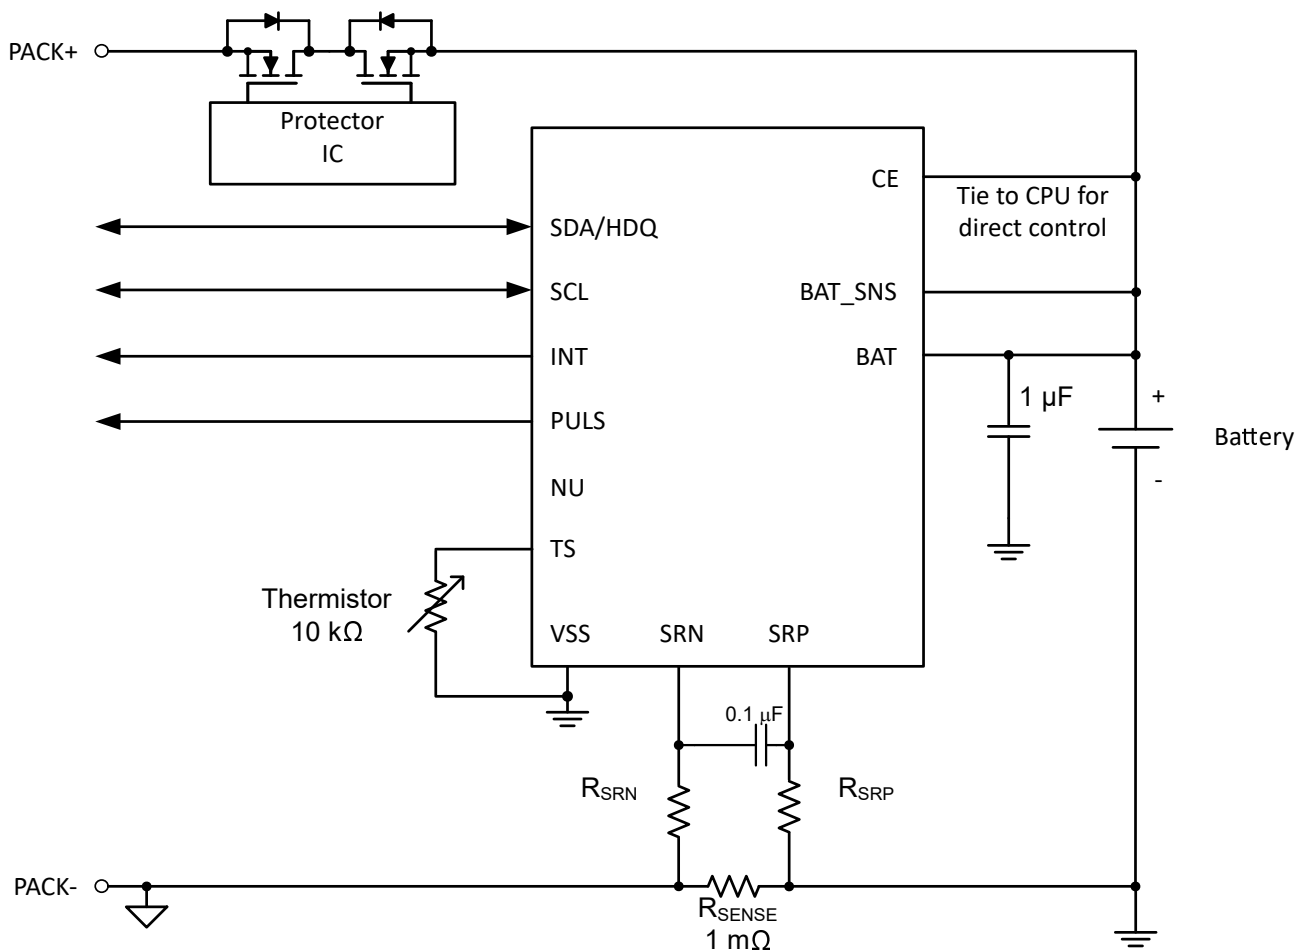 PACK+
Protector
IC
CE
Tie to CPU for
direct control
SDA/HDQ
SCL
BAT_SNS
INT
BAT
1 µF
+
PULS
Battery
-
NU
TS
Thermistor
10 kΩ
VSS
SRN
SRP
0.1 µF
RSRN
RSRP
PACK-
RSENSE
1 mΩ